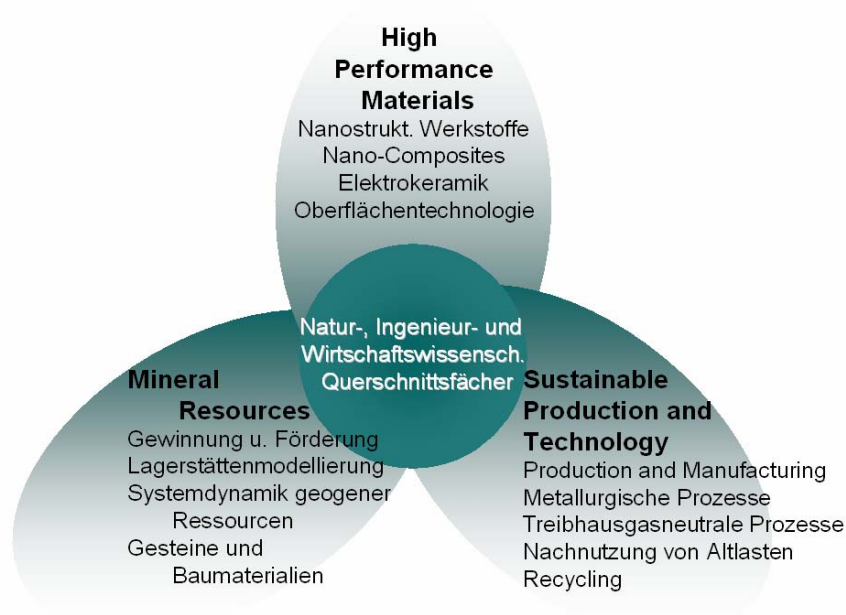 High
Performance
Materials
Nanostrukt. Werkstoffe
Nano-Composites
Elektrokeramik
Oberflächentechnologie
Natur-, Ingenieur- und
Wirtschaftswissensch.
Querschnittsfächer
Mineral
Resources
Gewinnung u. Förderung
Lagerstättenmodellierung
Systemdynamik geogener
Ressourcen
Gesteine und
Baumaterialien
Sustainable
Production and
Technology
Production and Manufacturing
Metallurgische Prozesse
Treibhausgasneutrale Prozesse
Nachnutzung von Altlasten
Recycling